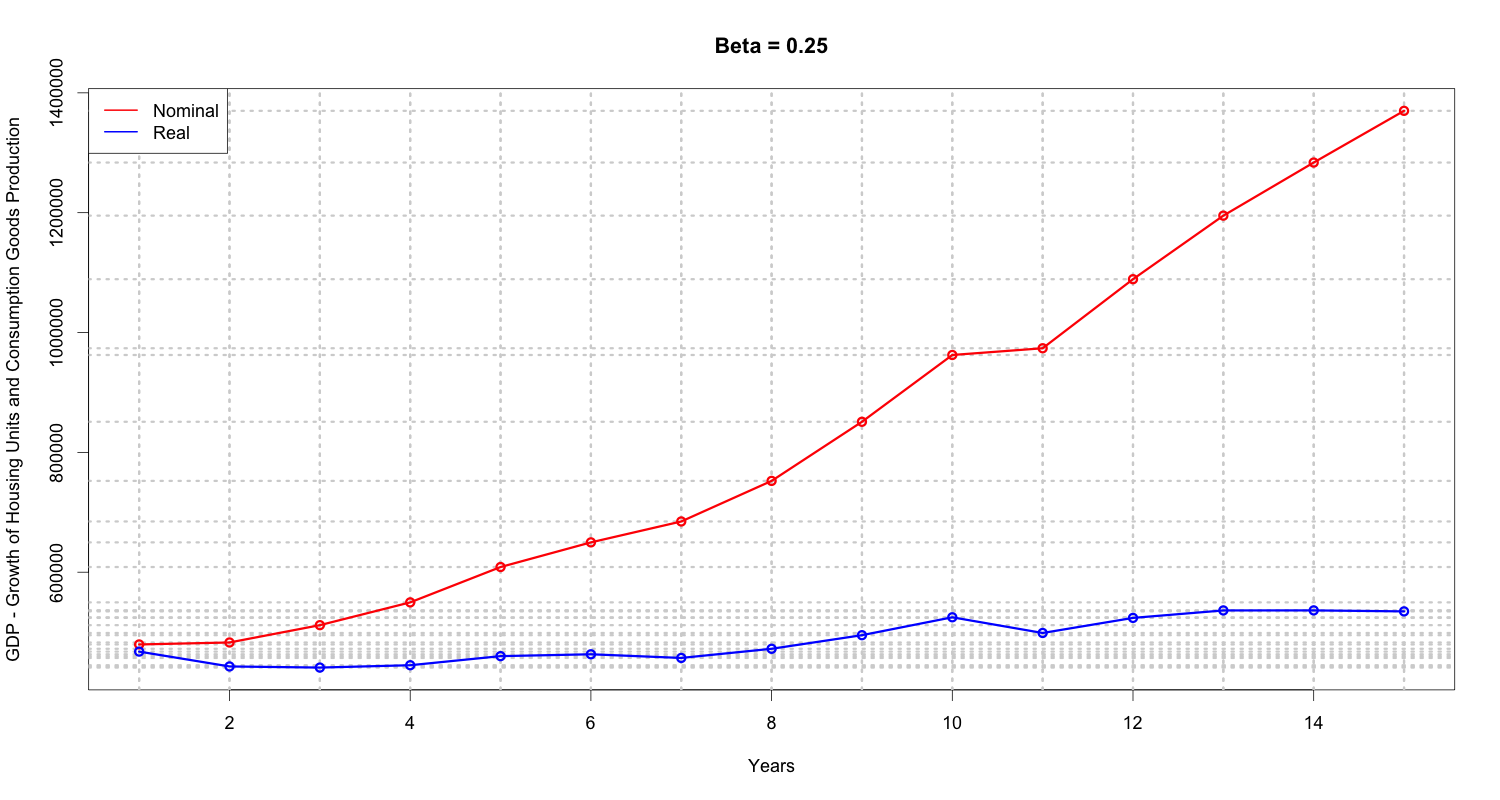 Beta = 0.25
Nominal
Real
GDP - Growth of Housing Units and Consumption Goods Production
1400000
1200000
1000000
800000
600000
2 4 6 8 10 12 14
Years